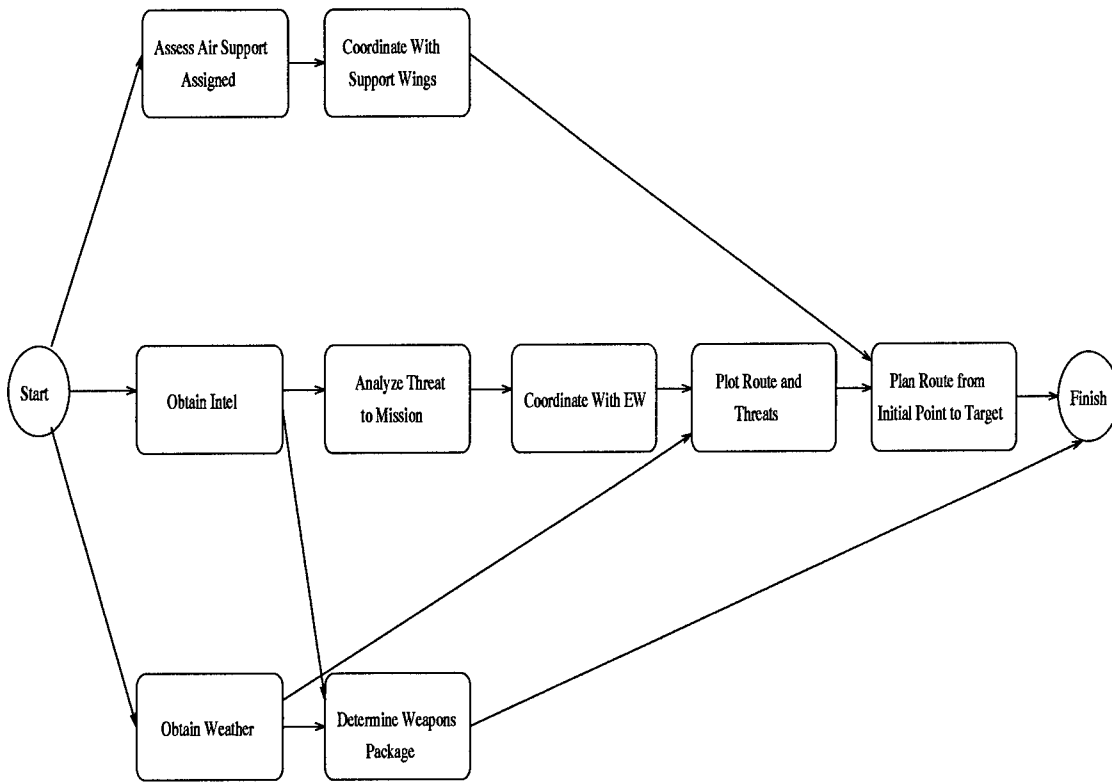 Assess Air Support
Assigned
Coordinate With
Support Wings
Start
Obtain Intel
Analyze Threat
to Mission
Coordinate With EW
Plot Route and
Threats
Plan Route from
Initial Point to Target
Finish
Obtain Weather
Determine Weapons
Package